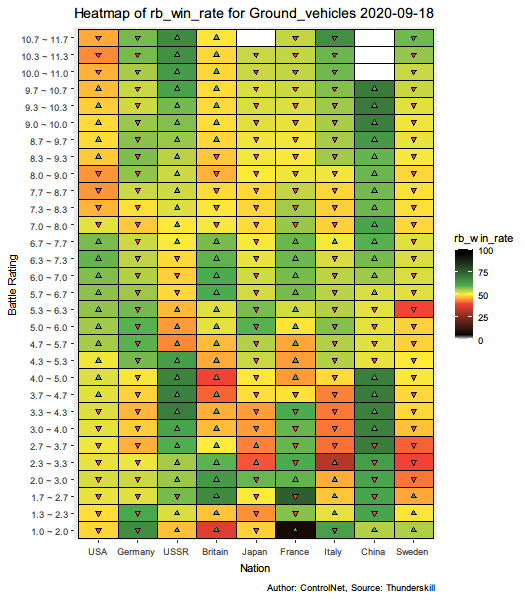 Heatmap of rb_win_rate for Ground_vehicles 2020-09-18
Battle Rating
10.7 ~ 11.7
10.3 ~ 11.3
10.0 ~ 11.0
9.7 ~ 10.7
9.3 ~ 10.3
9.0 ~ 10.0
8.7 ~ 9.7
8.3 ~ 9.3
8.0 ~ 9.0
7.7 ~ 8.7
7.3 ~ 8.3
7.0 ~ 8.0
6.7 ~ 7.7
6.3 ~ 7.3
6.0 ~ 7.0
5.7 ~ 6.7
5.3 ~ 6.3
5.0 ~ 6.0
4.7 ~ 5.7
4.3 ~ 5.3
4.0 ~ 5.0
3.7 ~ 4.7
3.3 ~ 4.3
3.0 ~ 4.0
2.7 ~ 3.7
2.3 ~ 3.3
2.0 ~ 3.0
1.7 ~ 2.7
1.3 ~ 2.3
1.0 ~ 2.0
USA Germany USSR Britain Japan France Italy China Sweden
Nation
rb_win_rate
100
75
50
25
0
Author: ControlNet, Source: Thunderskill